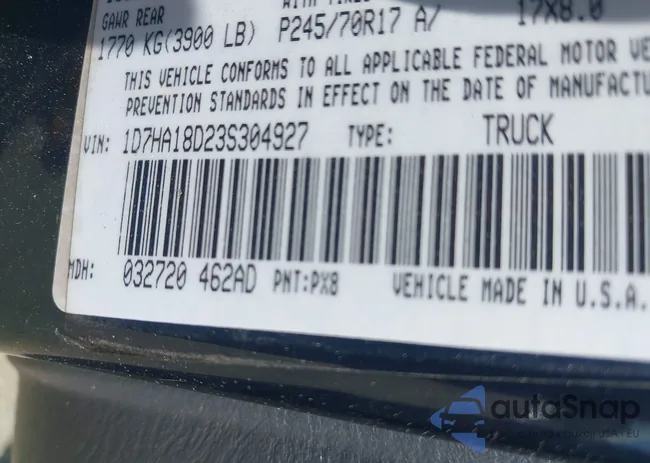 GAWR REAR
1770 KG(3900 LB) P245/70R17 A/ 17X8.0
THIS VEHICLE CONFORMS TO ALL APPLICABLE FEDERAL MOTOR VE
PREVENTION STANDARDS IN EFFECT ON THE DATE OF MANUFACTU
VIN: 1D7HA18D23S304927 TYPE: TRUCK
MDH: 032720 462AD PNT:PX8 VEHICLE MADE IN U.S.A.
autoSnap